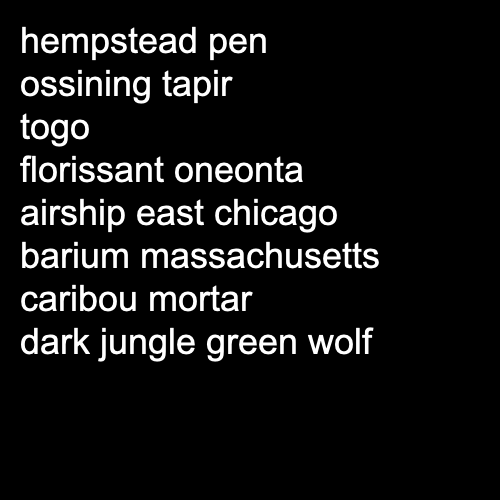 hempstead pen
ossining tapir
togo
florissant oneonta
airship east chicago
barium massachusetts
caribou mortar
dark jungle green wolf